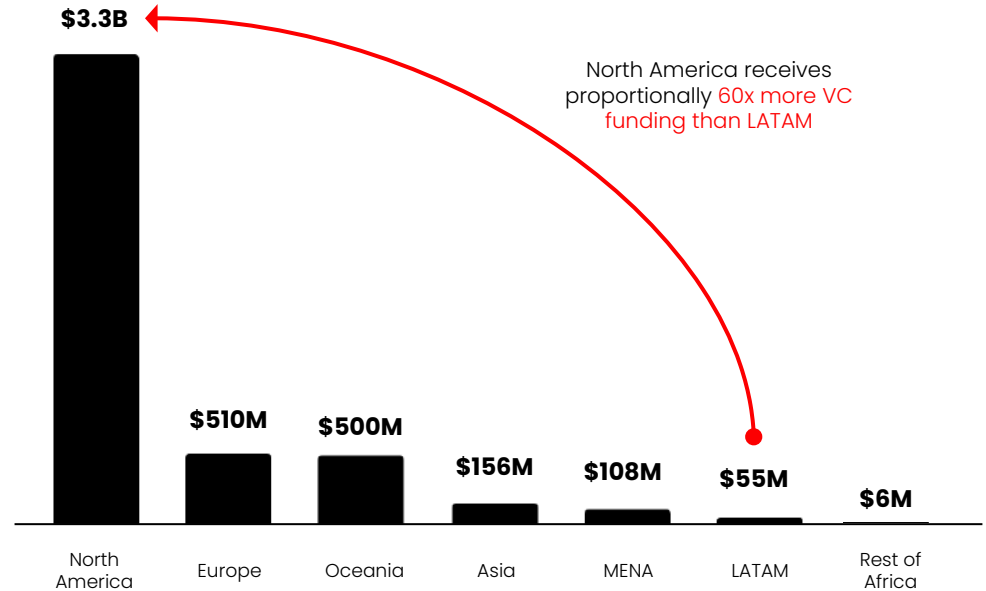 $3.3B
North America receives
proportionally 60x more VC
funding than LATAM
$510M
$500M
$156M
$108M
$55M
$6M
North
America
Europe
Oceania
Asia
MENA
LATAM
Rest of
Africa